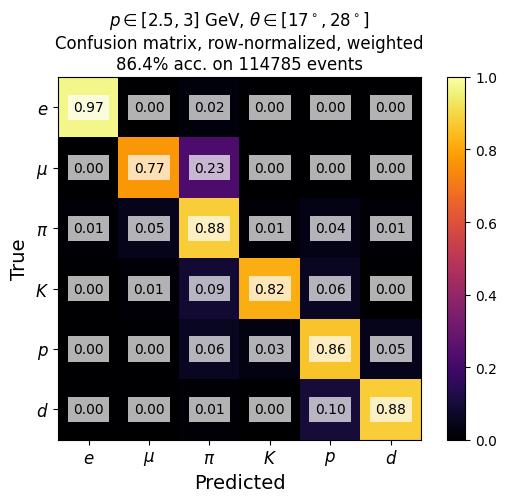 p ∈ [2.5, 3] GeV, θ ∈ [17°, 28°]
Confusion matrix, row-normalized, weighted
86.4% acc. on 114785 events
e 0.97 0.00 0.02 0.00 0.00 0.00
μ 0.00 0.77 0.23 0.00 0.00 0.00
π 0.01 0.05 0.88 0.01 0.04 0.01
K 0.00 0.01 0.09 0.82 0.06 0.00
p 0.00 0.00 0.06 0.03 0.86 0.05
d 0.00 0.00 0.01 0.00 0.10 0.88
e μ π K p d
Predicted
True
1.0
0.8
0.6
0.4
0.2
0.0